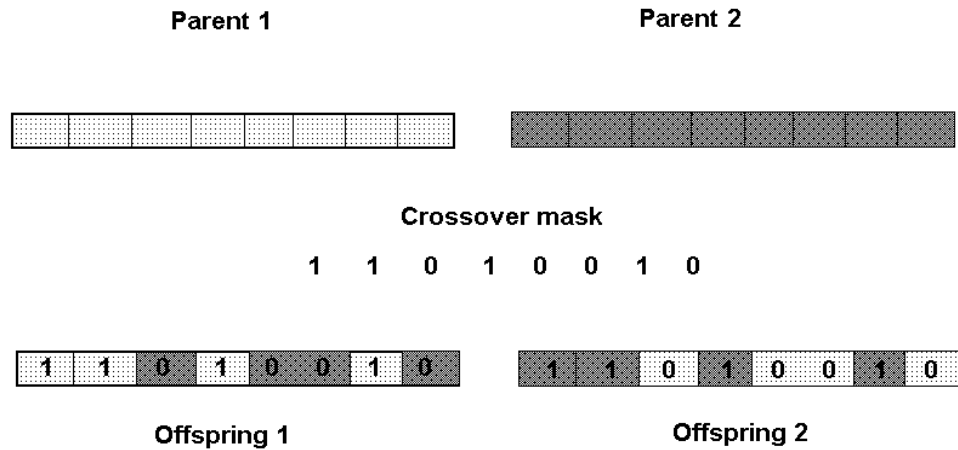 Parent 1 Parent 2
Crossover mask
1 1 0 1 0 0 1 0
1 1 0 1 0 0 1 0 1 1 0 1 0 0 1 0
Offspring 1 Offspring 2